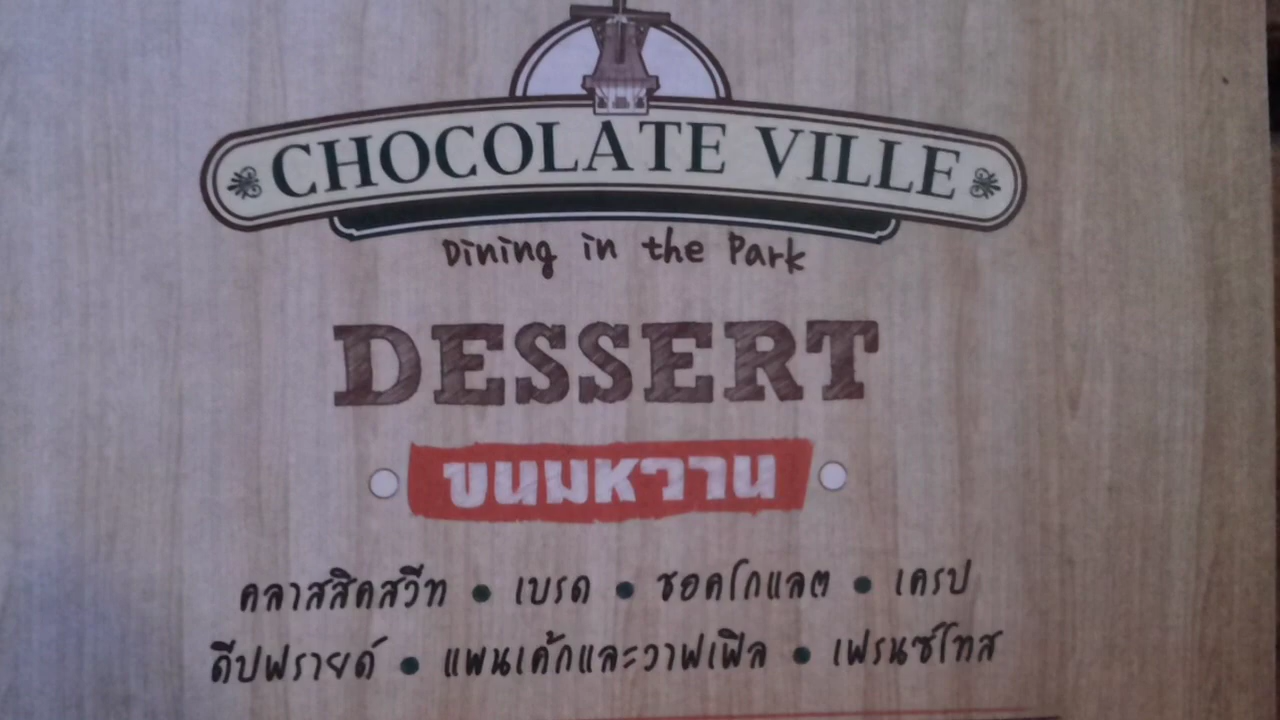 CHOCOLATE VILLE
Dining in the Park
DESSERT
ขนมหวาน
คลาสสิคสวีท • เบรด • ชอคโกแลต • เครป
ดีปฟรายด์ • แพนเค้กและวาฟเฟิล • เฟรนช์โทส